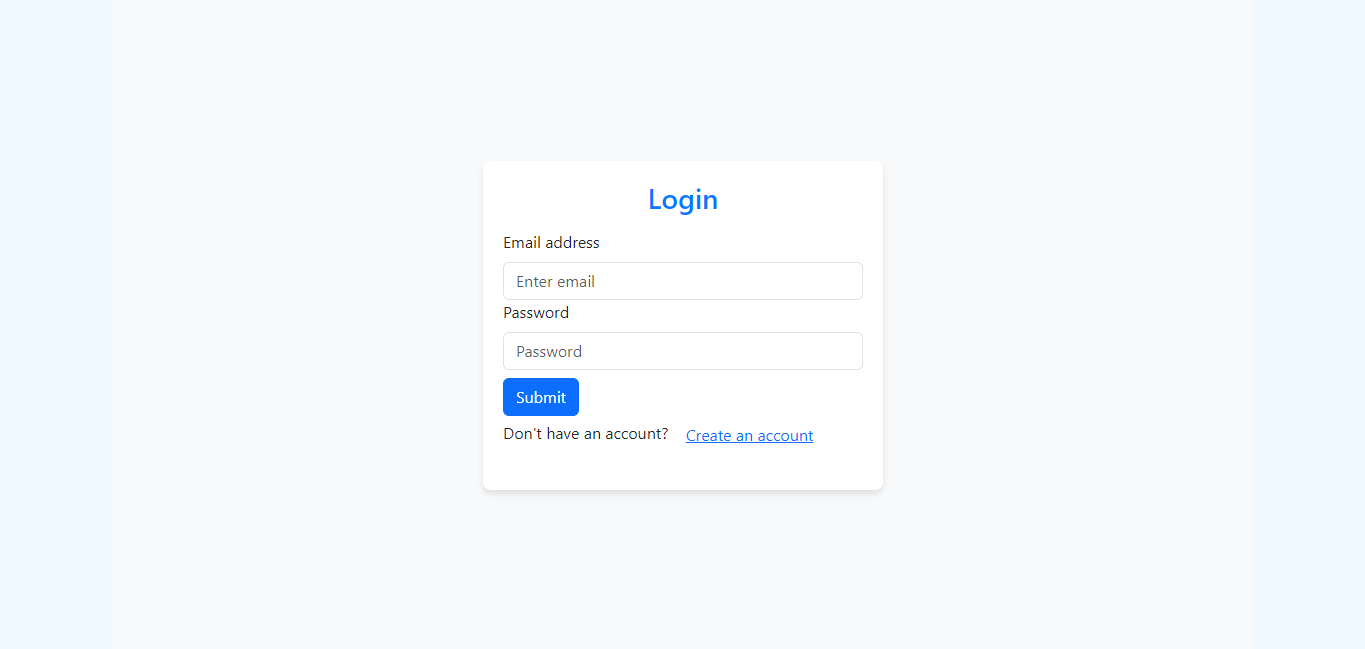 Login
Email address
Enter email
Password
Password
Submit
Don't have an account? Create an account